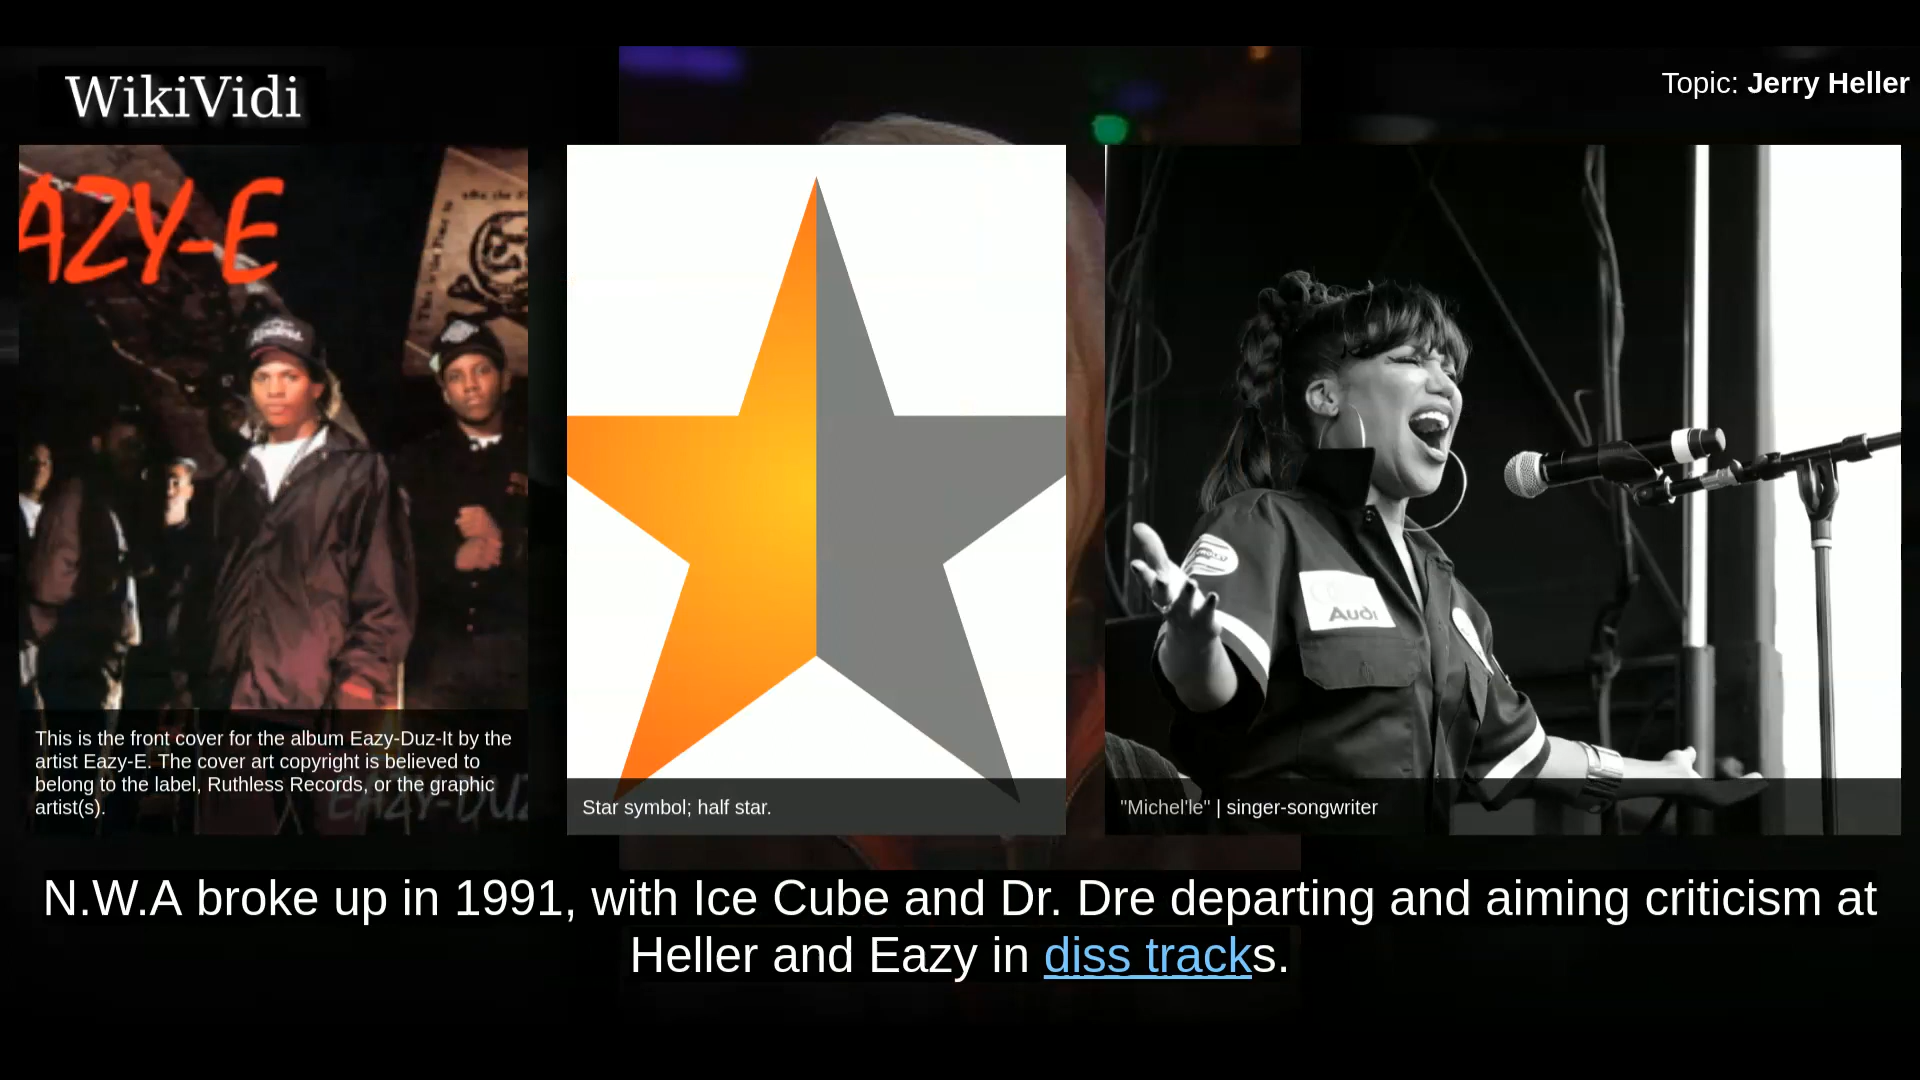 WikiVidi
Topic: Jerry Heller
AZY-E
This is the front cover for the album Eazy-Duz-It by the
artist Eazy-E. The cover art copyright is believed to
belong to the label, Ruthless Records, or the graphic
artist(s).
EAZY-DUZ
Star symbol; half star.
Audi
"Michel'le" | singer-songwriter
N.W.A broke up in 1991, with Ice Cube and Dr. Dre departing and aiming criticism at
Heller and Eazy in diss tracks.